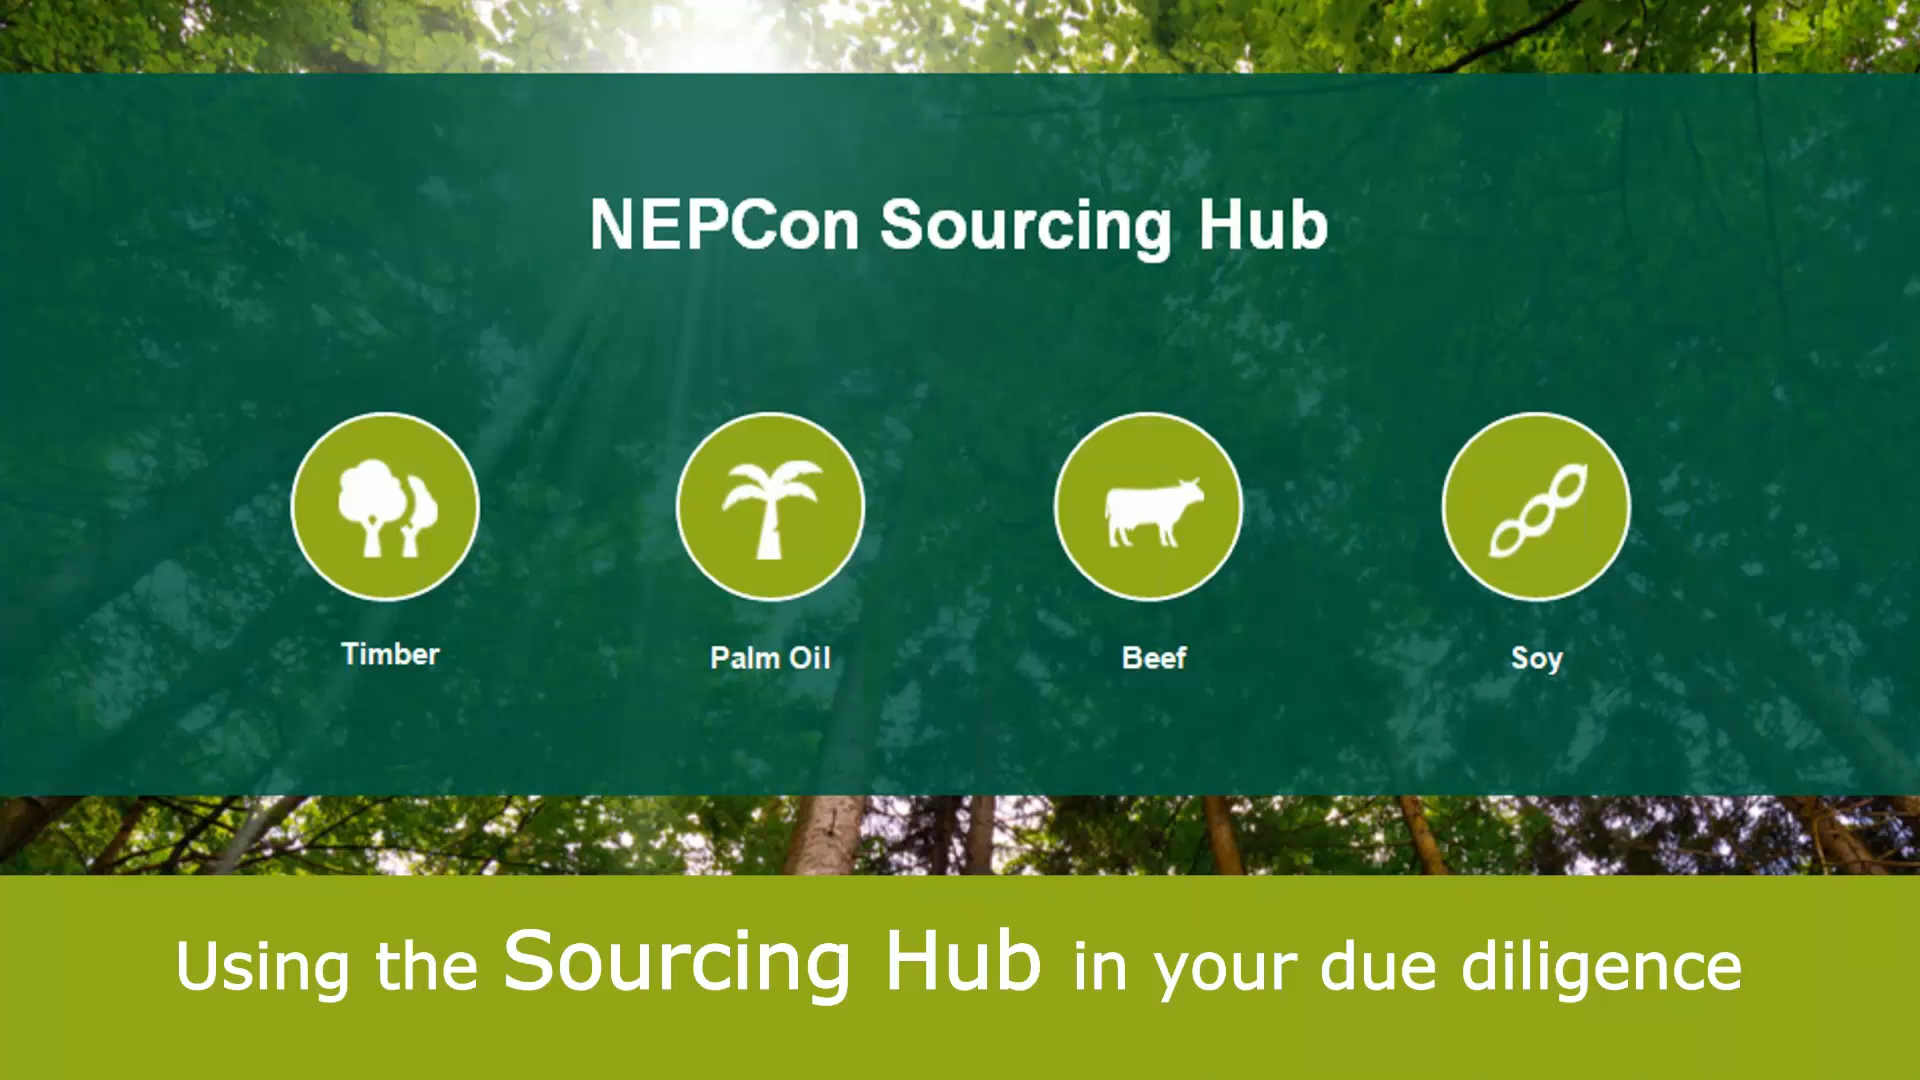 NEPCon Sourcing Hub
Timber
Palm Oil
Beef
Soy
Using the Sourcing Hub in your due diligence